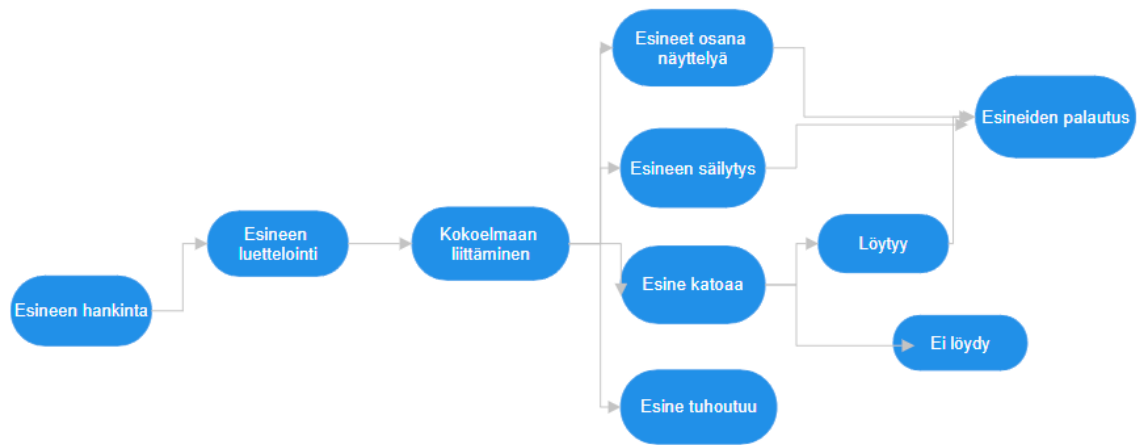 Esineen hankinta
Esineen
luettelointi
Kokoelmaan
liittäminen
Esineet osana
näyttelyä
Esineen säilytys
Esine katoaa
Esine tuhoutuu
Löytyy
Ei löydy
Esineiden palautus